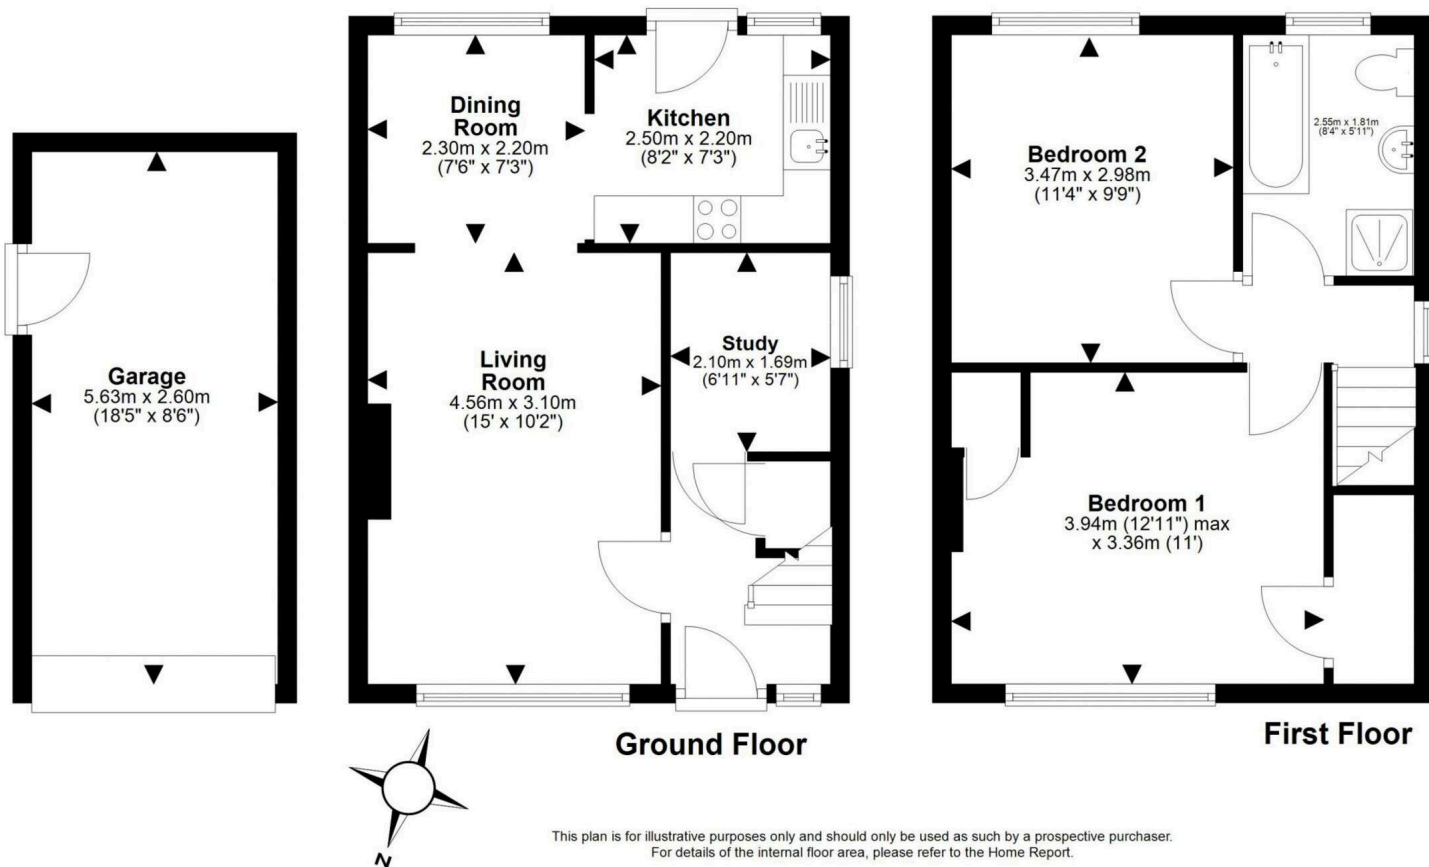 Garage
5.63m x 2.60m
(18'5" x 8'6")
Dining
Room
2.30m x 2.20m
(7'6" x 7'3")
Kitchen
2.50m x 2.20m
(8'2" x 7'3")
Living
Room
4.56m x 3.10m
(15' x 10'2")
Study
2.10m x 1.69m
(6'11" x 5'7")
Ground Floor
Bedroom 2
3.47m x 2.98m
(11'4" x 9'9")
2.55m x 1.81m
(8'4" x 5'11")
Bedroom 1
3.94m (12'11") max
x 3.36m (11')
First Floor
N
This plan is for illustrative purposes only and should only be used as such by a prospective purchaser.
For details of the internal floor area, please refer to the Home Report.